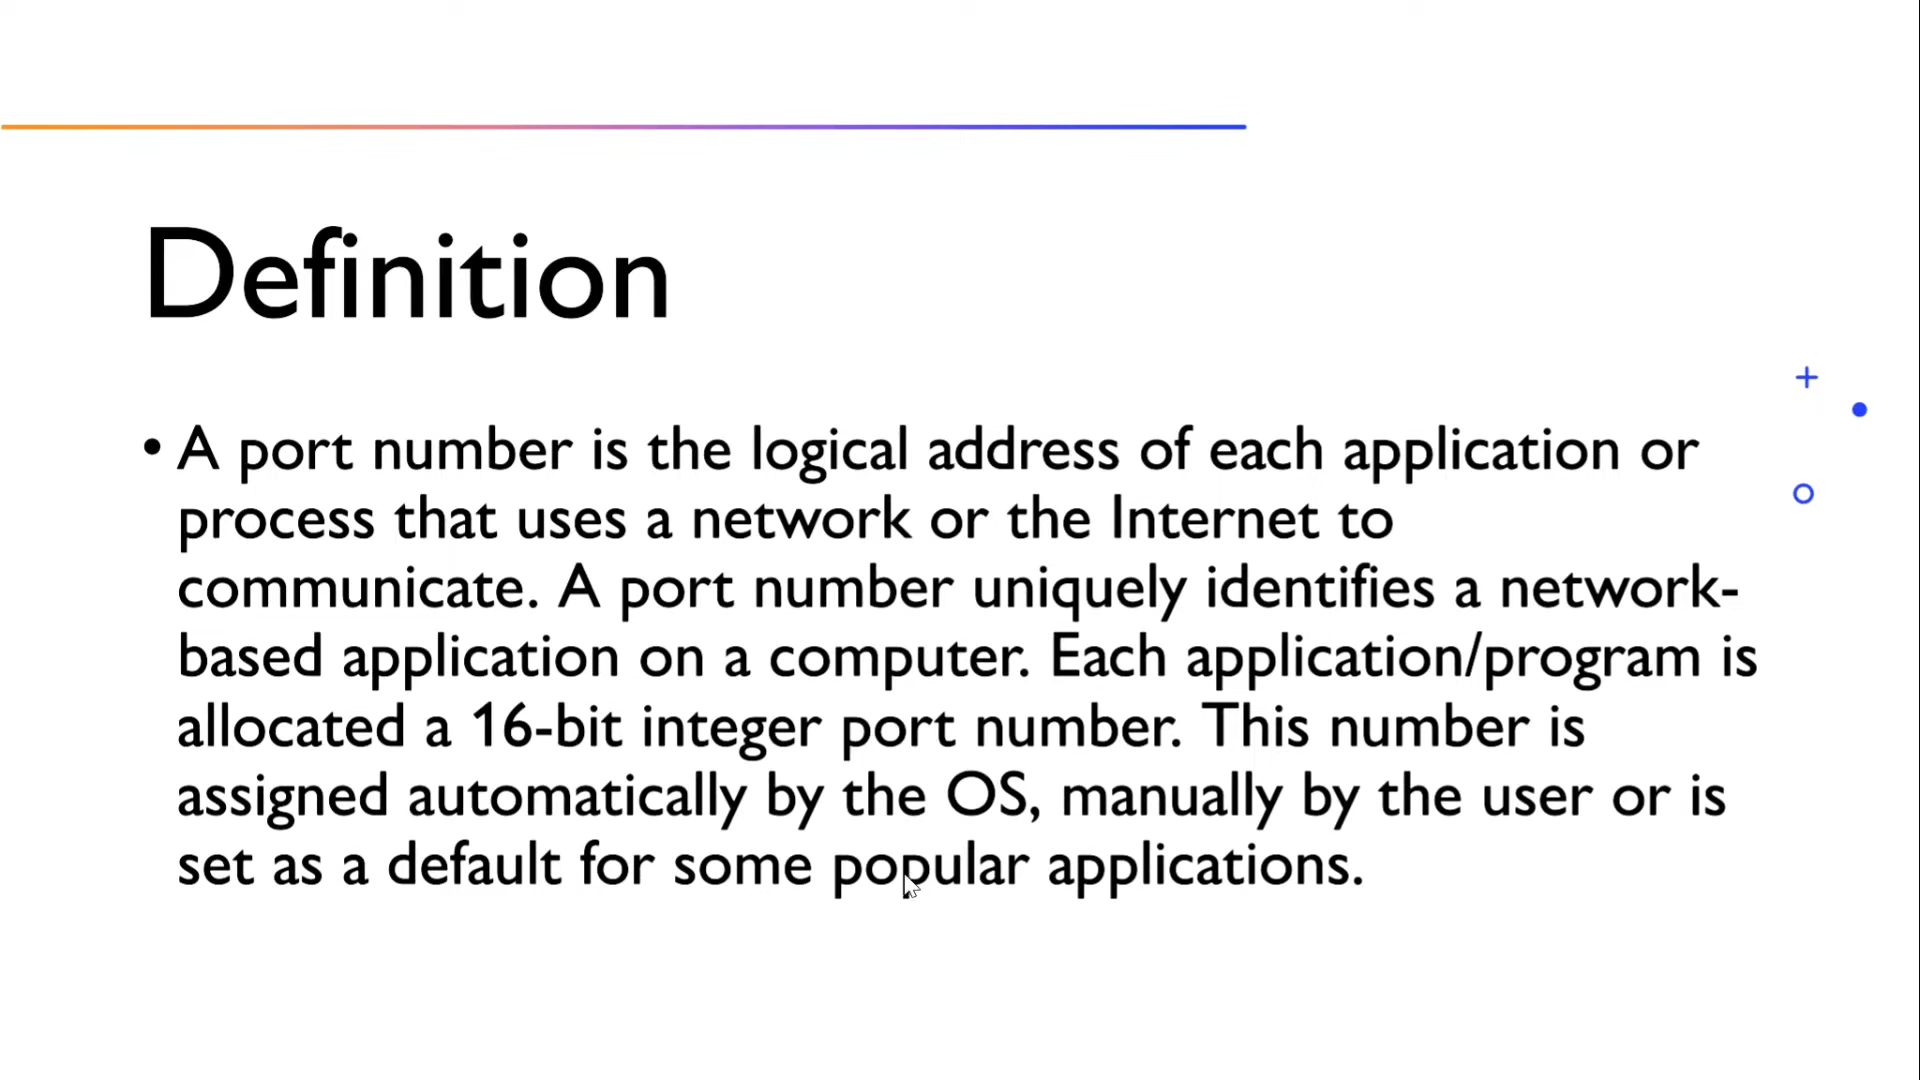 Definition
• A port number is the logical address of each application or
process that uses a network or the Internet to
communicate. A port number uniquely identifies a network-
based application on a computer. Each application/program is
allocated a 16-bit integer port number. This number is
assigned automatically by the OS, manually by the user or is
set as a default for some popular applications.